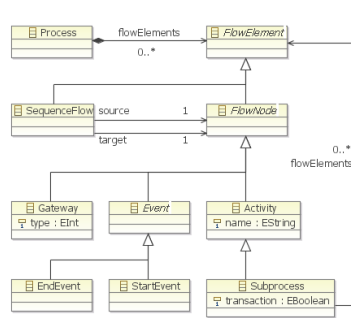 Process
flowElements
0..*
FlowElement
SequenceFlow
source
1
target
1
FlowNode
0..*
flowElements
Gateway
type : EInt
Event
Activity
name : EString
EndEvent
StartEvent
Subprocess
transaction : EBoolean